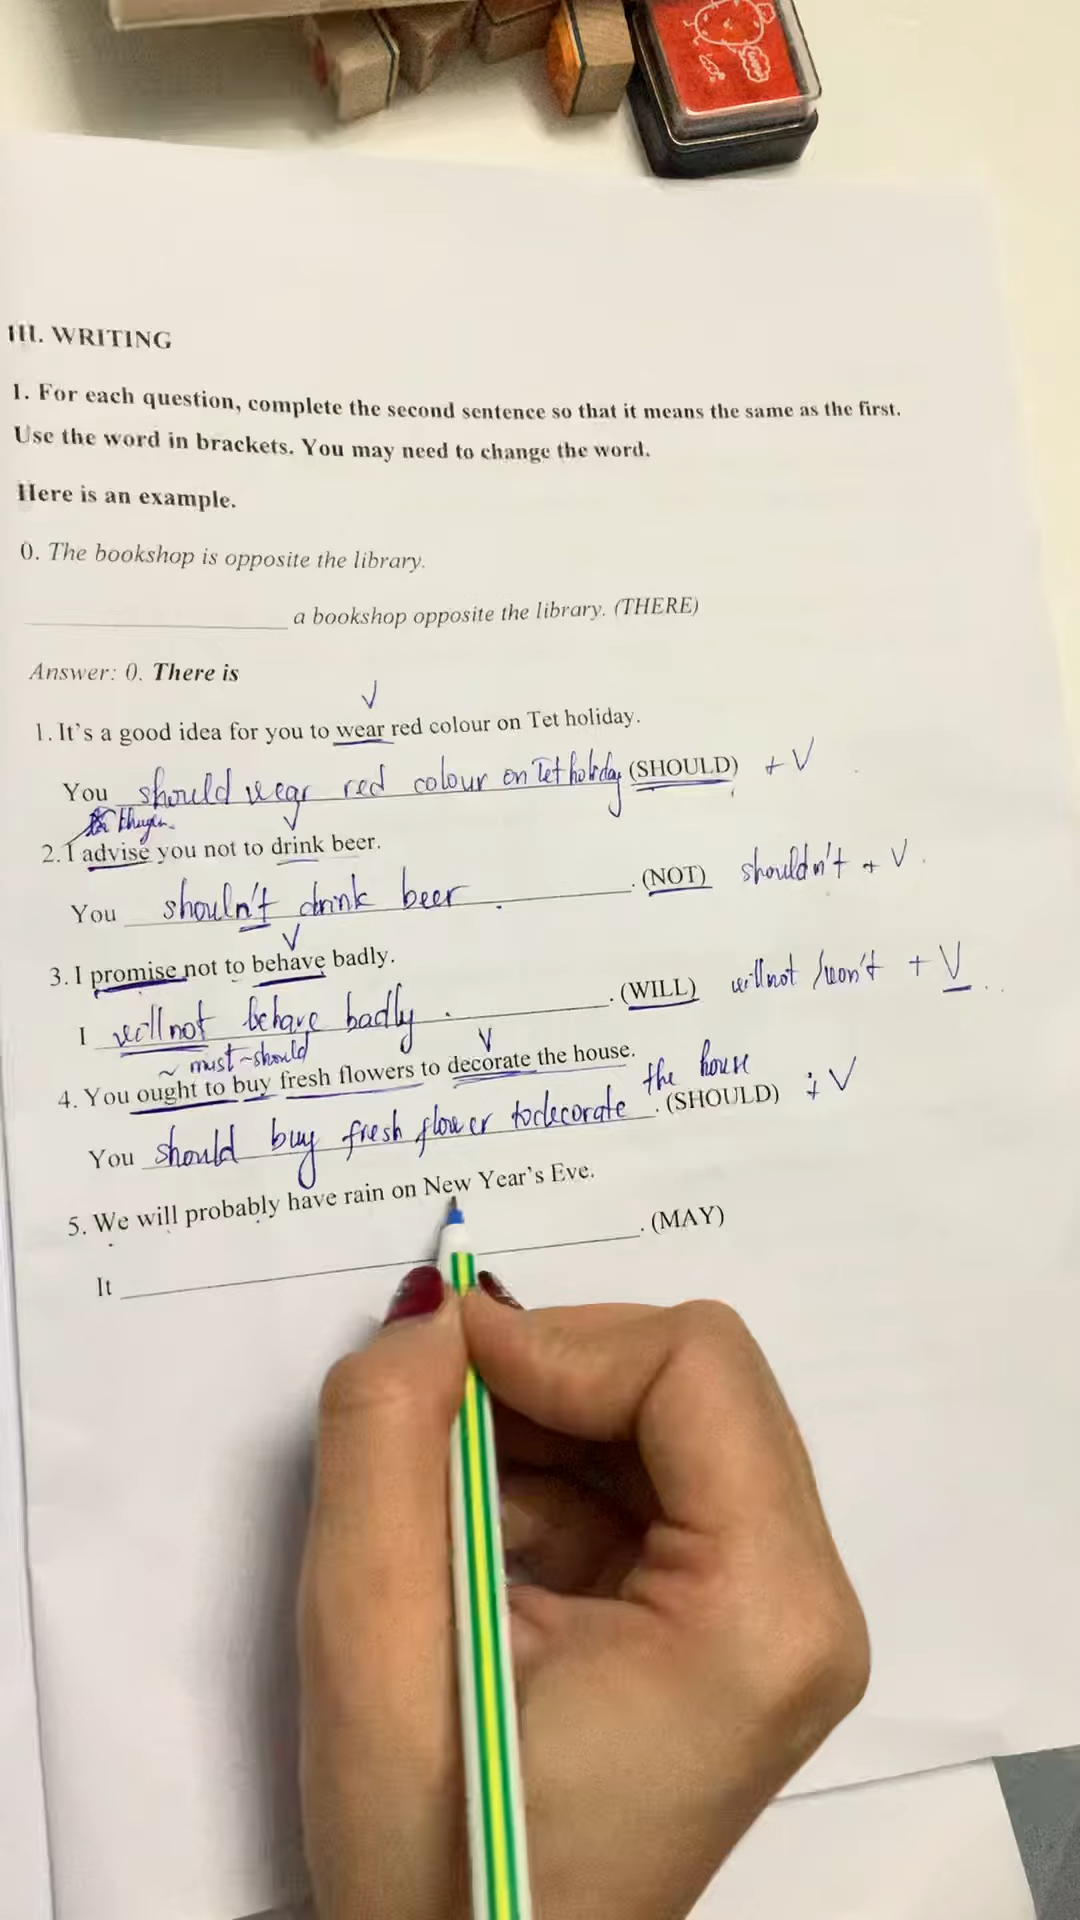 III. WRITING
1. For each question, complete the second sentence so that it means the same as the first.
Use the word in brackets. You may need to change the word.
Here is an example.
0. The bookshop is opposite the library.
____________ a bookshop opposite the library. (THERE)
Answer: 0. There is
V
1. It's a good idea for you to wear red colour on Tet holiday.
You should wear red colour on Tet holiday (SHOULD) + V
khuyên V
2. I advise you not to drink beer.
You shouln't drink beer . (NOT) shouldn't + V
V
3. I promise not to behave badly.
I will not behave badly . (WILL) will not / won't + V
~ must ~ should V
4. You ought to buy fresh flowers to decorate the house.
You should buy fresh flower to decorate the house . (SHOULD) + V
5. We will probably have rain on New Year's Eve.
It ____________. (MAY)